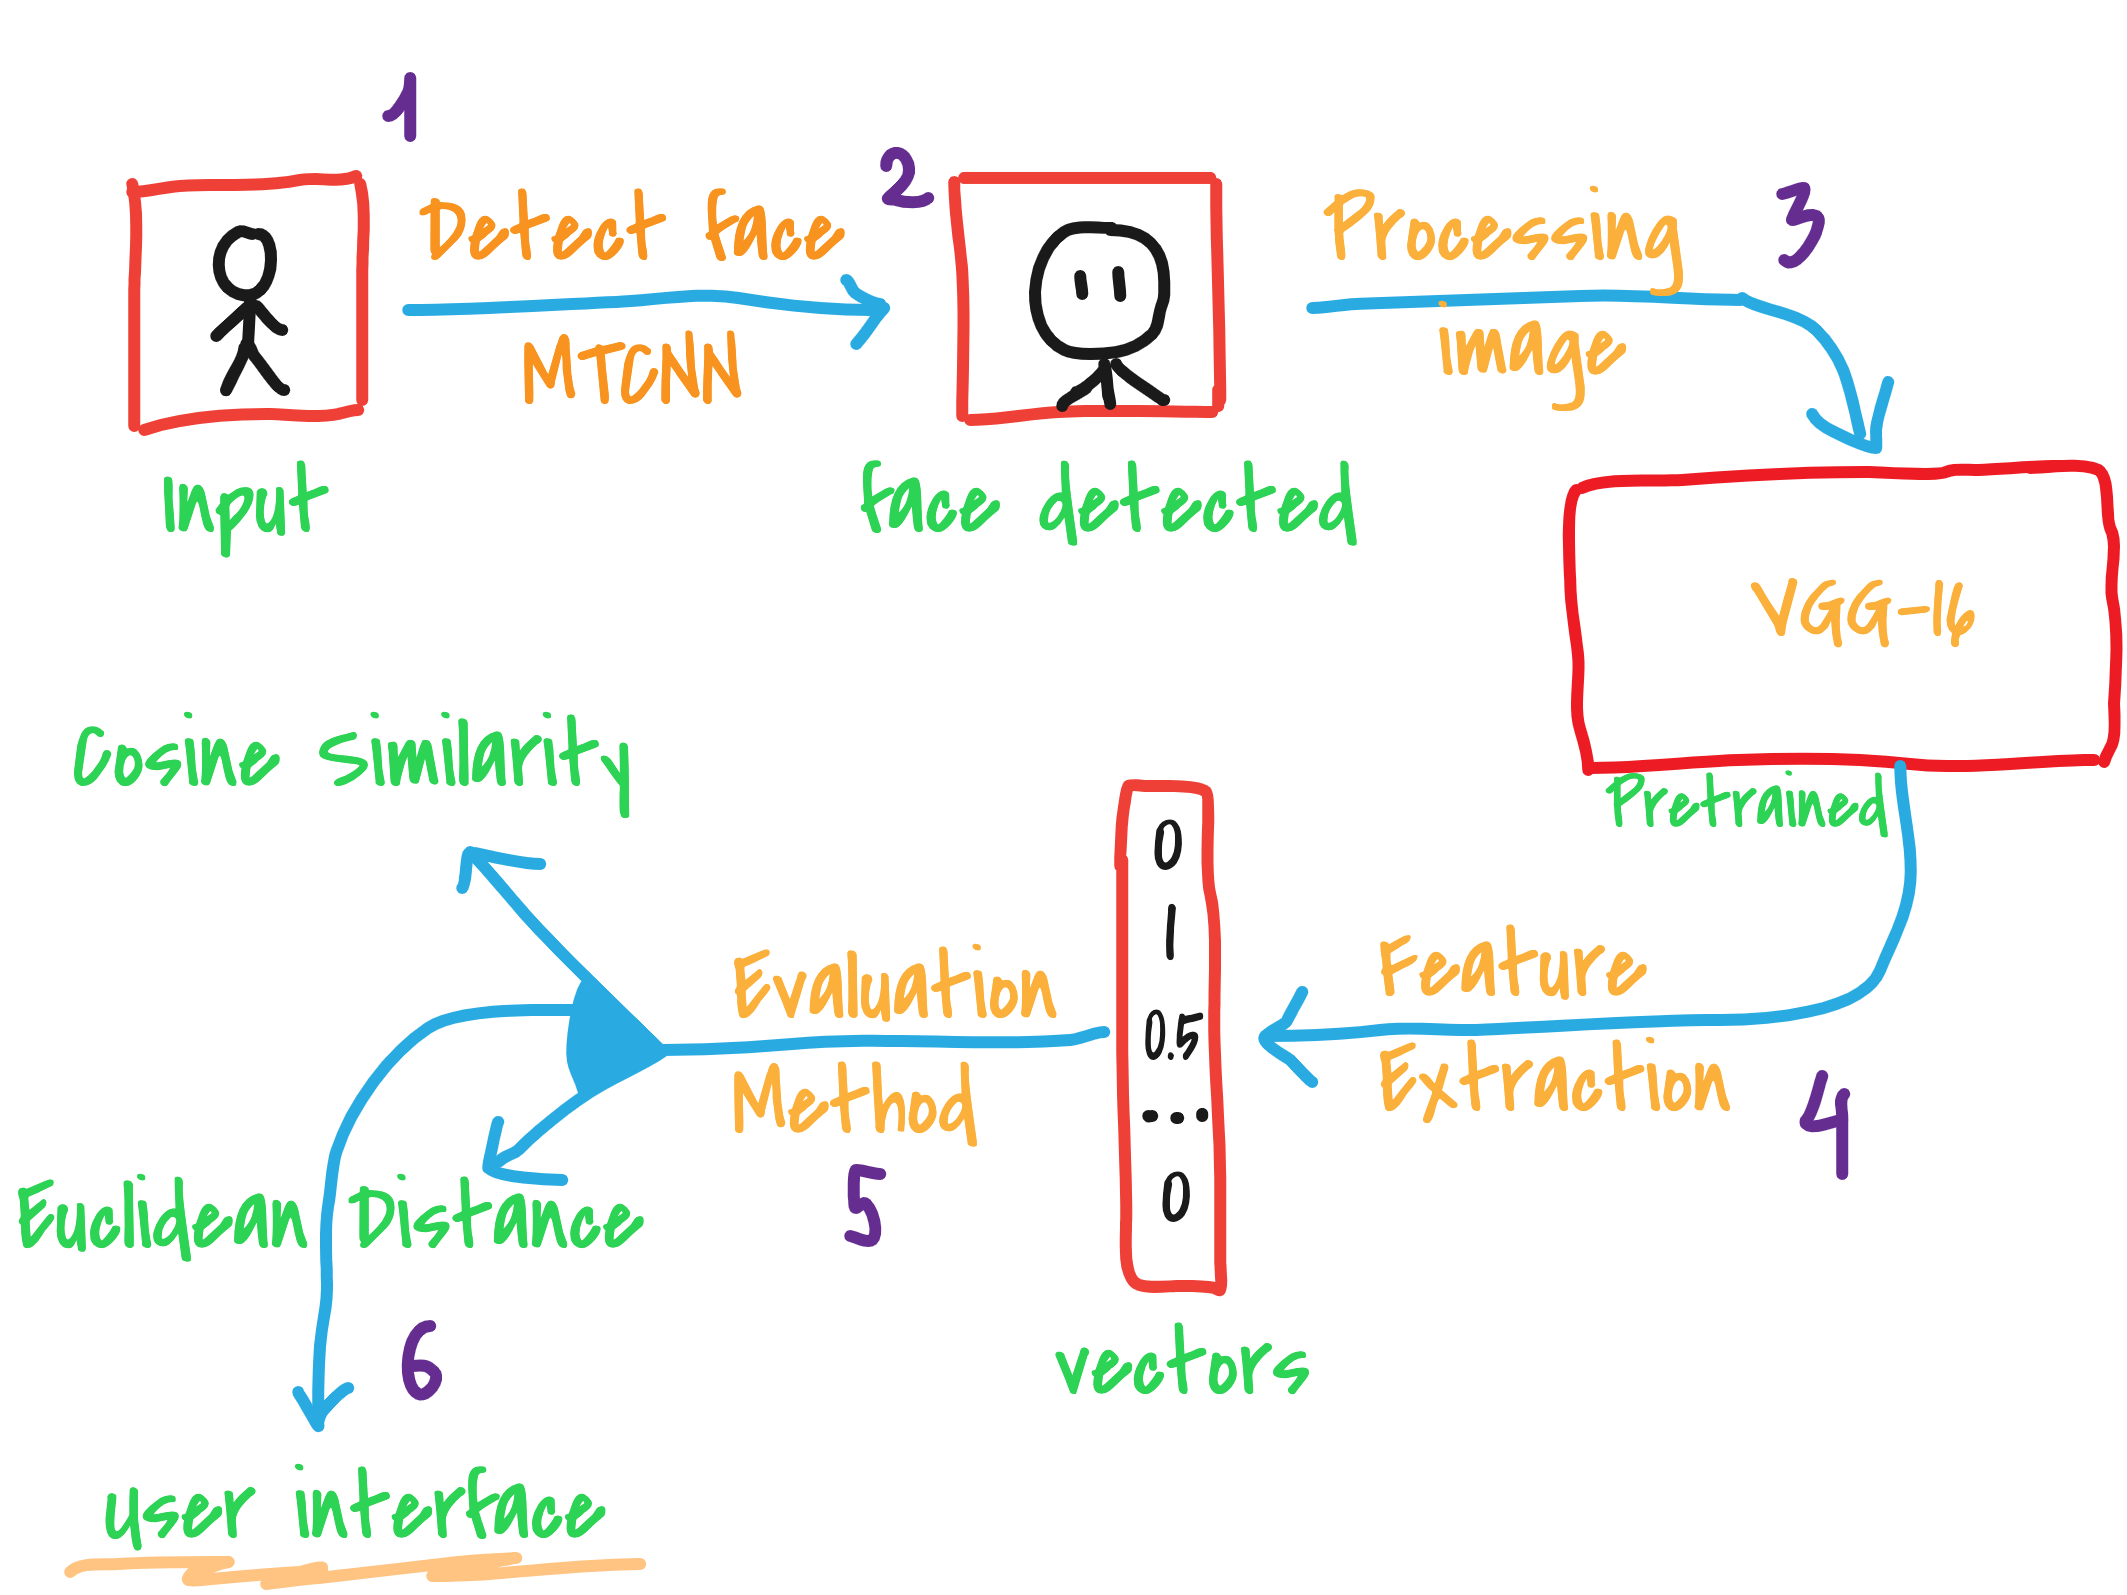 1
Detect face
MTCNN
Input
2
face detected
Processing
image
3
VGG-16
Pretrained
Feature
Extraction
4
0
1
0.5
...
0
vectors
Evaluation
Method
5
Cosine Similarity
Euclidean Distance
6
user interface